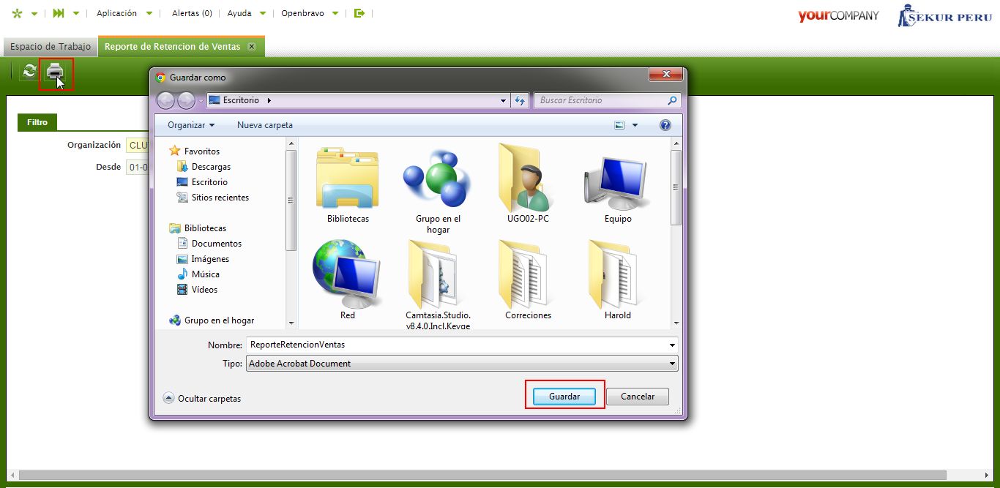 Aplicación Alertas (0) Ayuda Openbravo
yourCOMPANY SEKUR PERU
Espacio de Trabajo Reporte de Retencion de Ventas x
Guardar como
Escritorio Buscar Escritorio
Organizar Nueva carpeta
Filtro
Organización CLU
Desde 01-0
Favoritos
Descargas
Escritorio
Sitios recientes
Bibliotecas
Documentos
Imágenes
Música
Vídeos
Grupo en el hogar
Bibliotecas
Grupo en el
hogar
UGO02-PC
Equipo
Red
Camtasia.Studio.
v8.4.0.Incl.Keyge
Correciones
Harold
Nombre: ReporteRetencionVentas
Tipo: Adobe Acrobat Document
Ocultar carpetas Guardar Cancelar